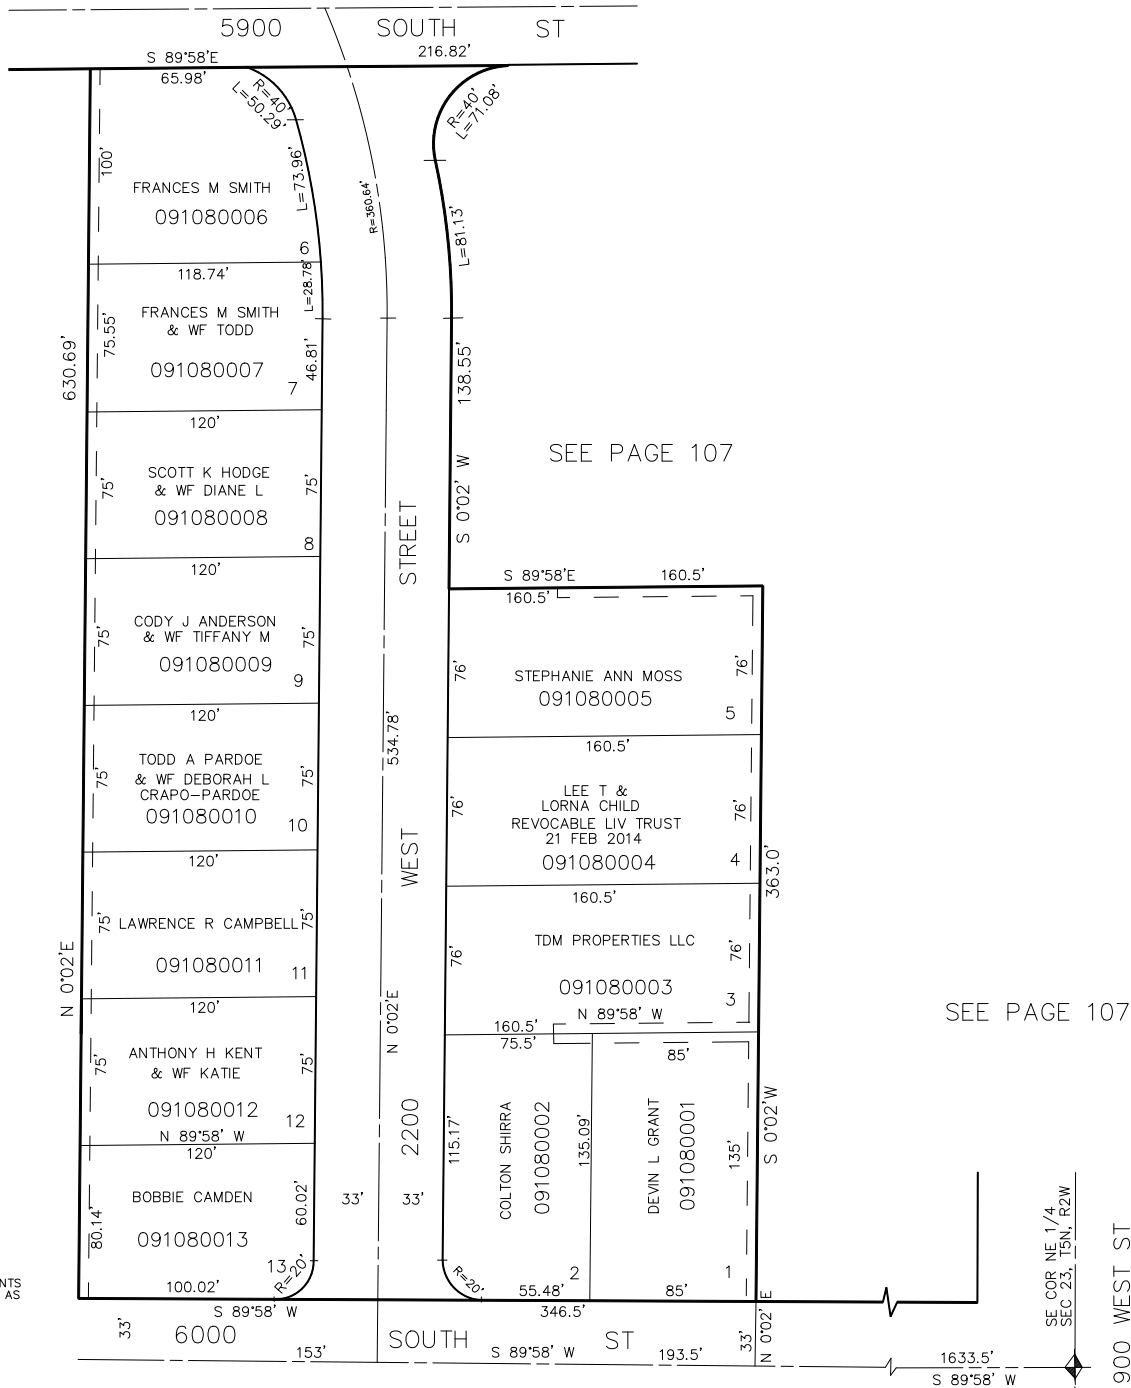 5900 SOUTH ST
S 89°58'E
216.82'
65.98'
R=40'
L=50.29'
R=40'
L=71.08'
100'
L=73.96'
R=360.64'
L=81.13'
FRANCES M SMITH
091080006
6
118.74'
L=28.78'
FRANCES M SMITH
& WF TODD
091080007
7
75.55'
46.81'
630.69'
138.55'
120'
SEE PAGE 107
SCOTT K HODGE
& WF DIANE L
091080008
8
75'
75'
S 0°02' W
120'
STREET
S 89°58'E
160.5'
160.5'
CODY J ANDERSON
& WF TIFFANY M
091080009
9
75'
75'
76'
76'
STEPHANIE ANN MOSS
091080005
5
120'
534.78'
160.5'
TODD A PARDOE
& WF DEBORAH L
CRAPO-PARDOE
091080010
10
75'
75'
76'
76'
LEE T &
LORNA CHILD
REVOCABLE LIV TRUST
21 FEB 2014
091080004
4
363.0'
120'
WEST
160.5'
LAWRENCE R CAMPBELL
091080011
11
75'
75'
N 0°02'E
76'
76'
TDM PROPERTIES LLC
091080003
3
N 89°58' W
160.5'
120'
N 0°02'E
75.5'
85'
SEE PAGE 107
ANTHONY H KENT
& WF KATIE
091080012
12
75'
75'
N 89°58' W
120'
2200
115.17'
COLTON SHIRRA
091080002
135.09'
2
DEVIN L GRANT
091080001
135'
1
S 0°02'W
BOBBIE CAMDEN
091080013
13
80.14'
60.02'
33'
33'
R=20'
R=20'
NTS
AS
100.02'
55.48'
85'
S 89°58' W
346.5'
33'
6000 SOUTH ST
33'
N 0°02' E
153'
S 89°58' W
193.5'
1633.5'
S 89°58' W
SE COR NE 1/4
SEC 23, T5N, R2W
900 WEST ST